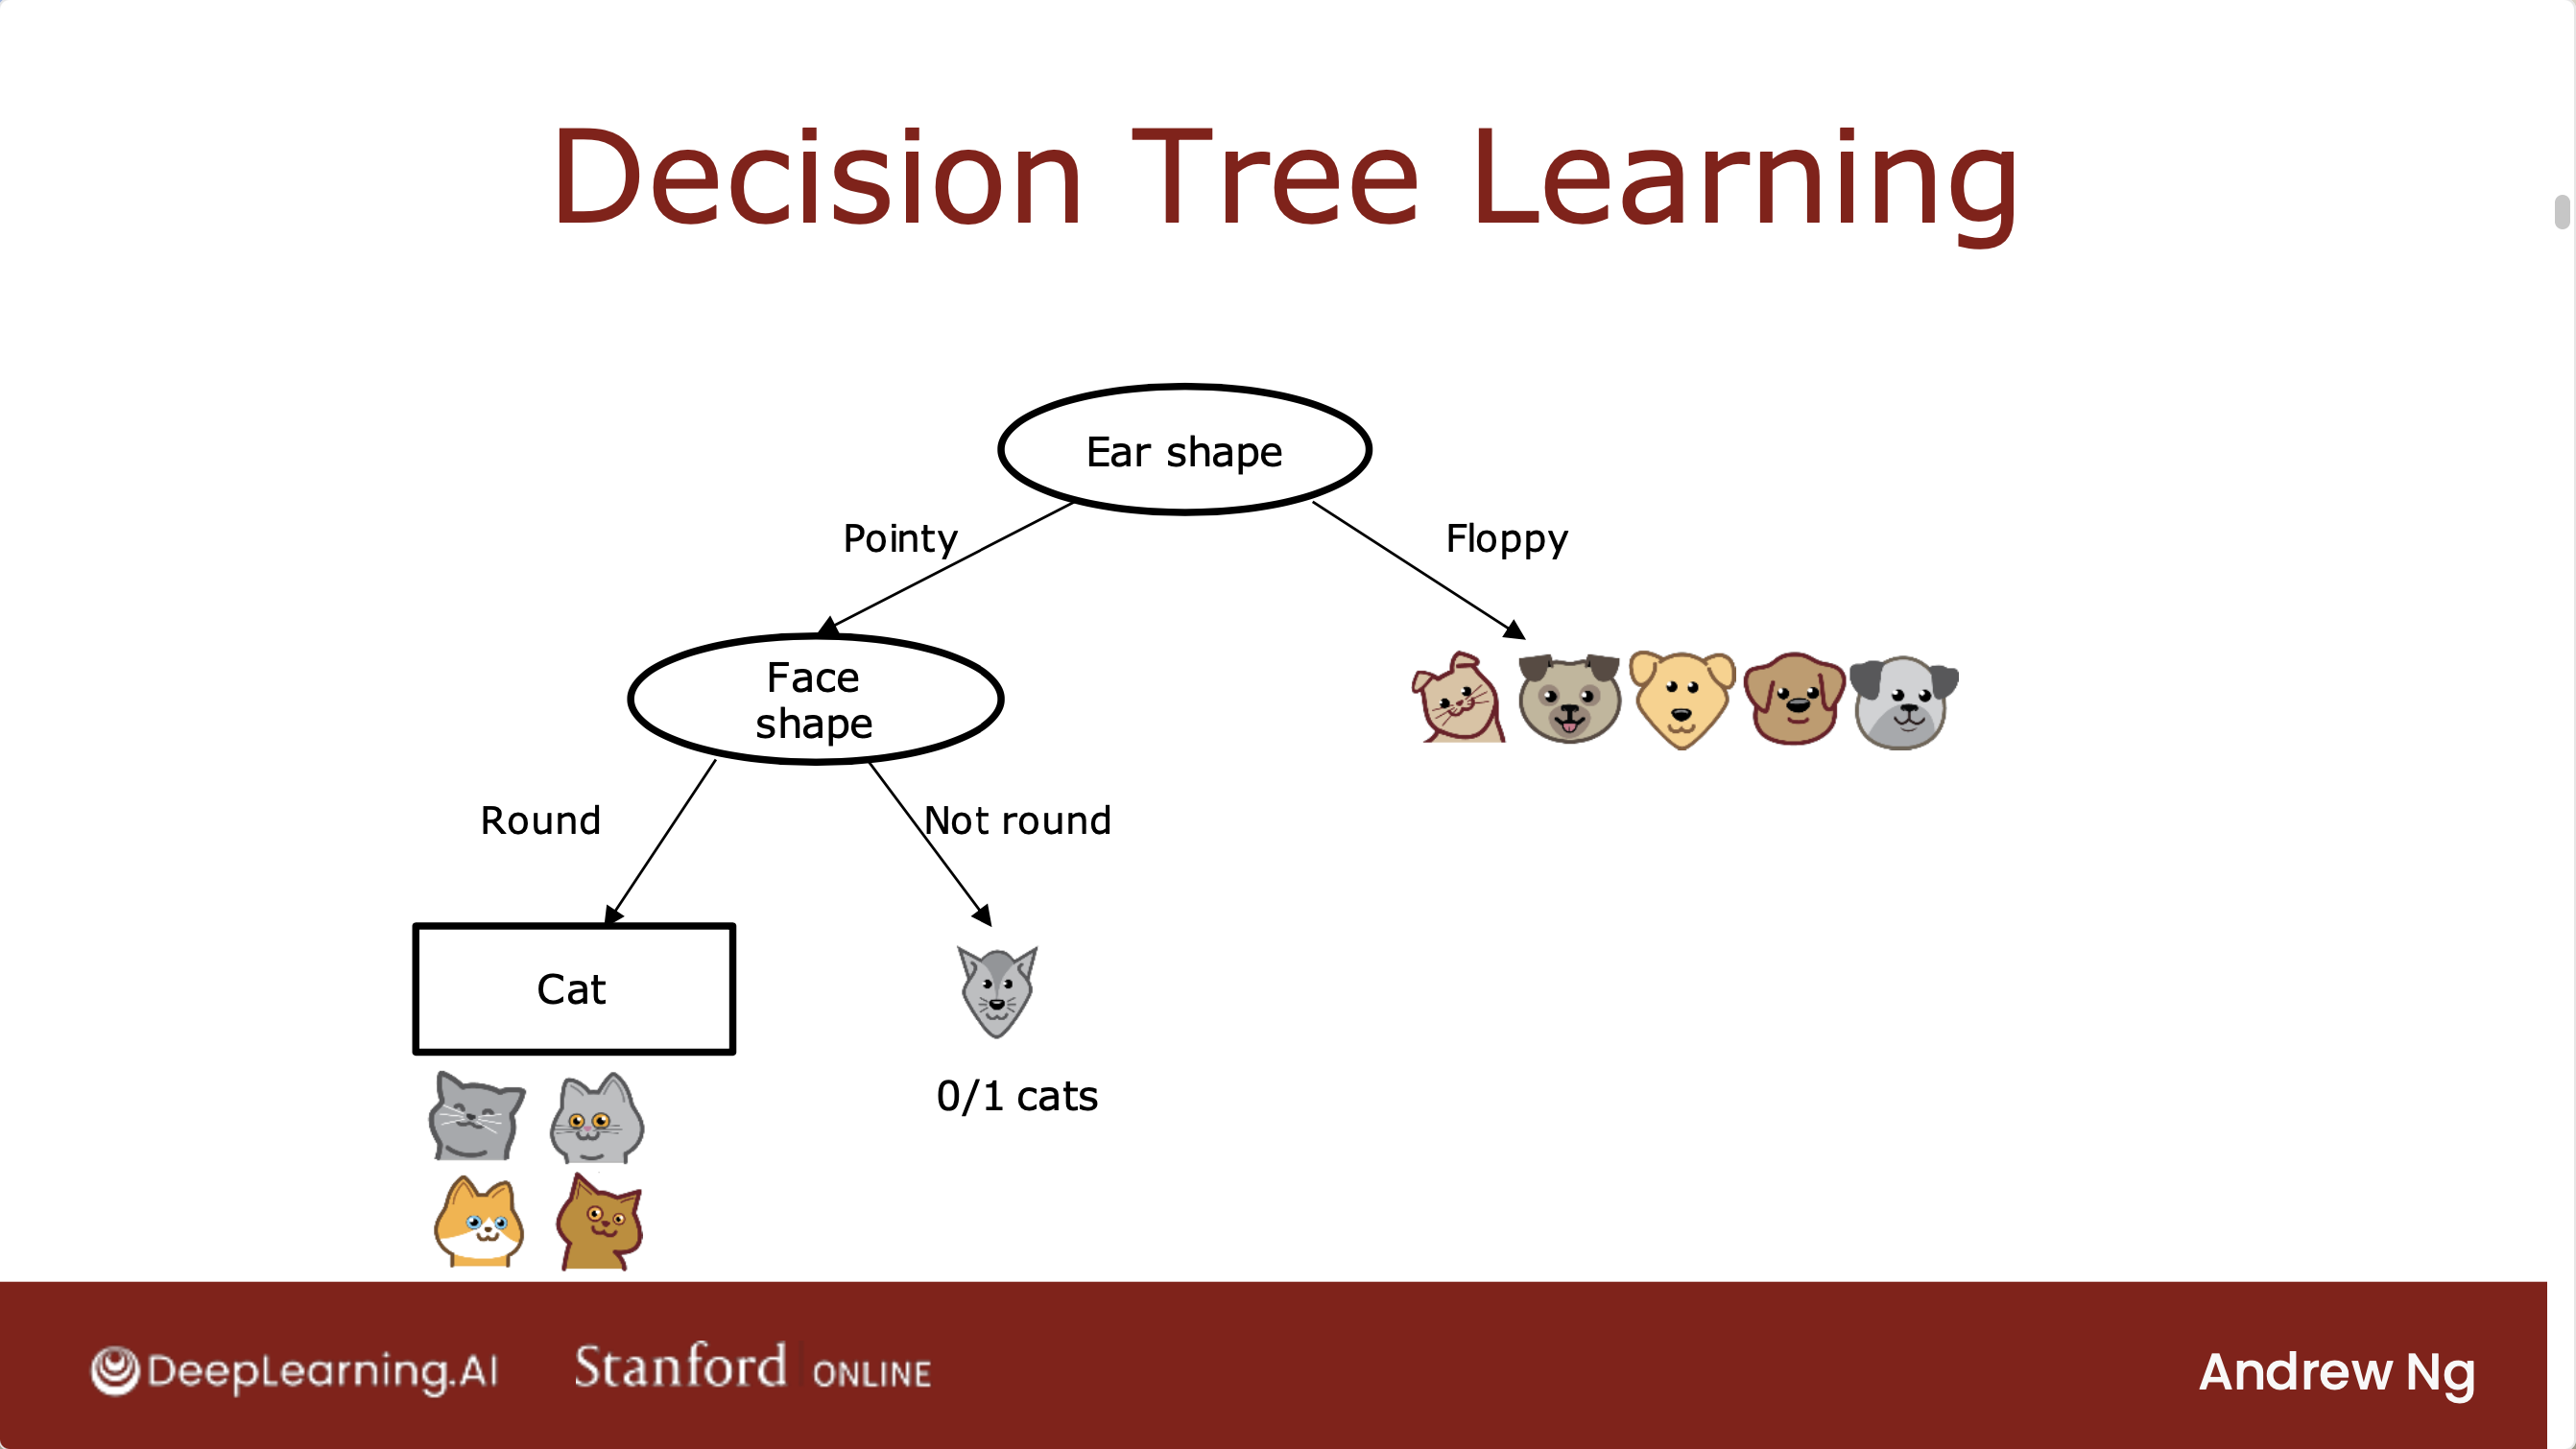 Decision Tree Learning
Ear shape
Pointy
Floppy
Face
shape
Round
Not round
Cat
0/1 cats
DeepLearning.AI
Stanford ONLINE
Andrew Ng